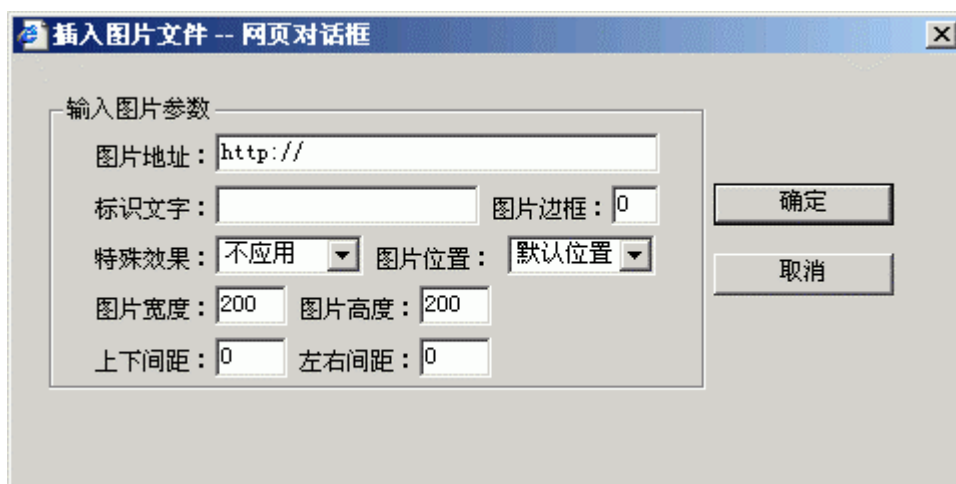 插入图片文件 -- 网页对话框
输入图片参数
图片地址：http://
标识文字： 图片边框：0
特殊效果：不应用 图片位置：默认位置
图片宽度：200 图片高度：200
上下间距：0 左右间距：0
确定
取消